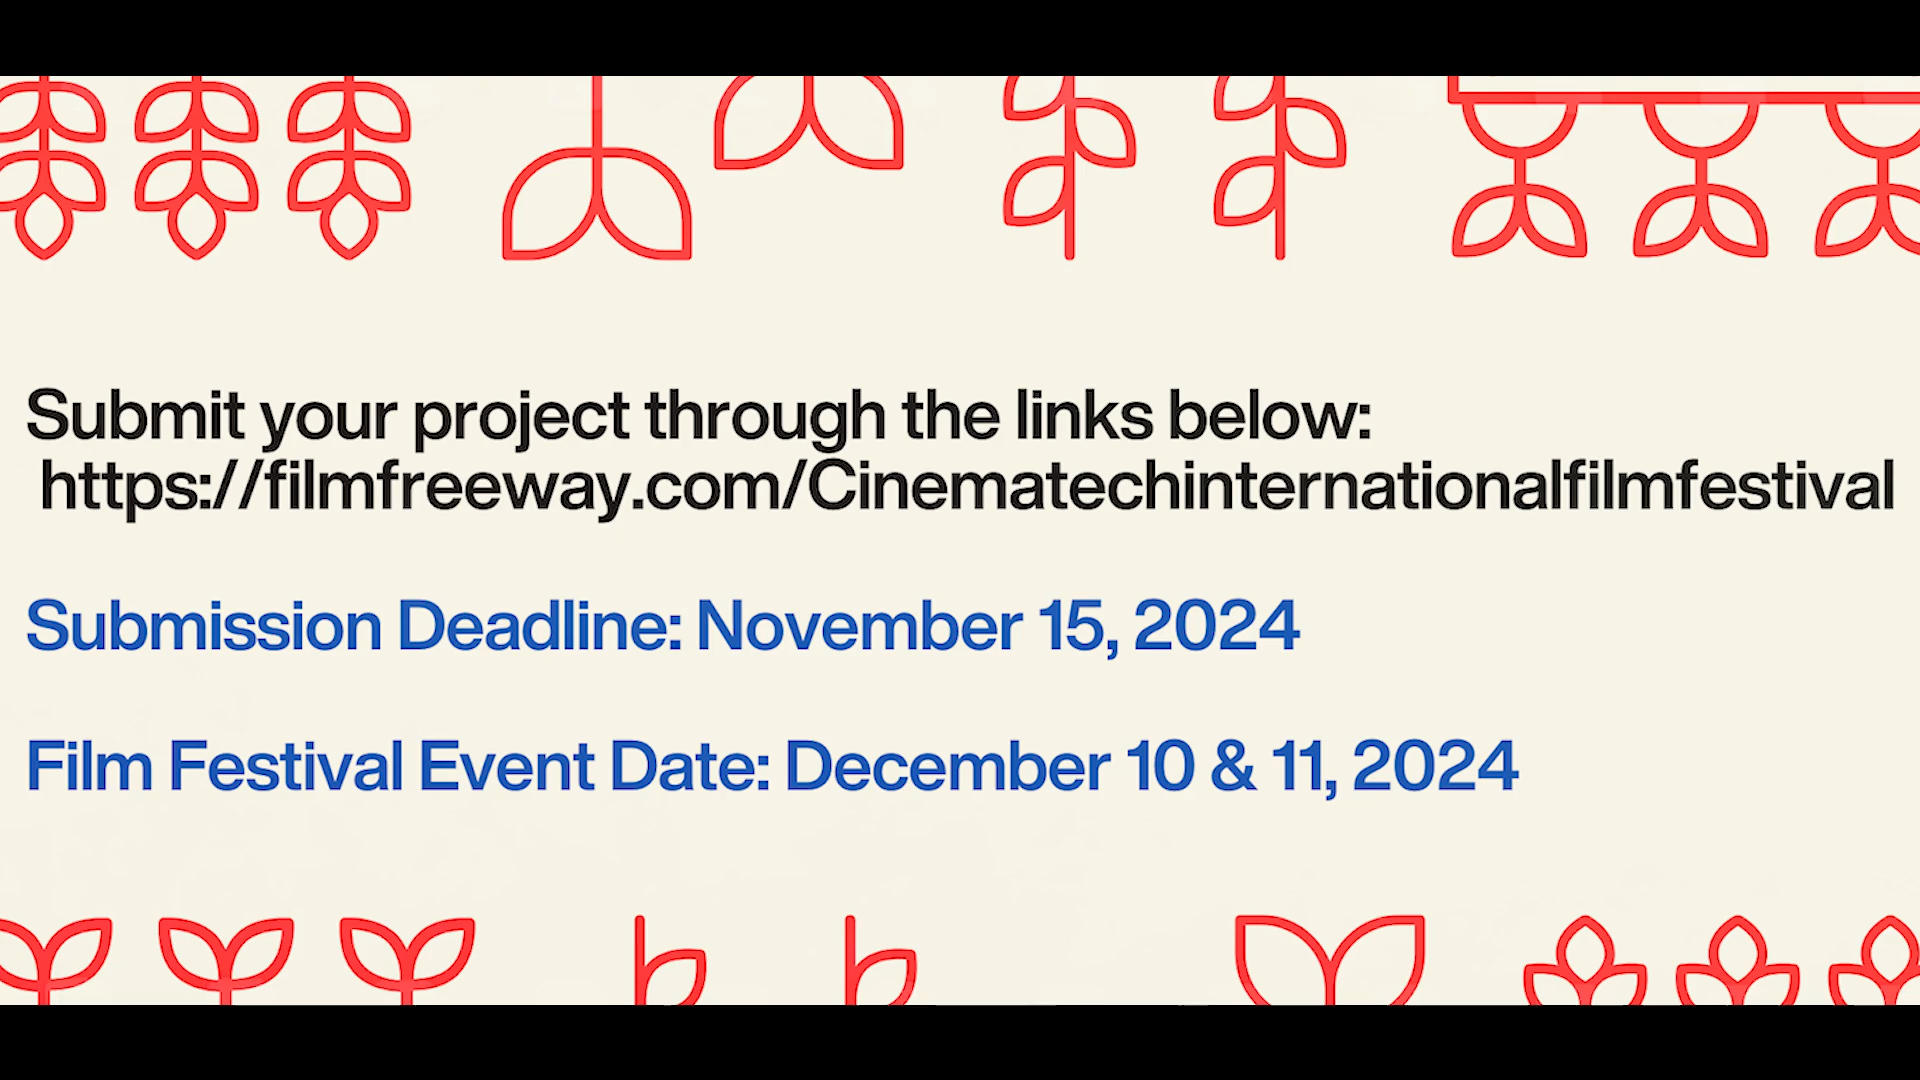 Submit your project through the links below:
https://filmfreeway.com/Cinematechinternationalfilmfestival
Submission Deadline: November 15, 2024
Film Festival Event Date: December 10 & 11, 2024